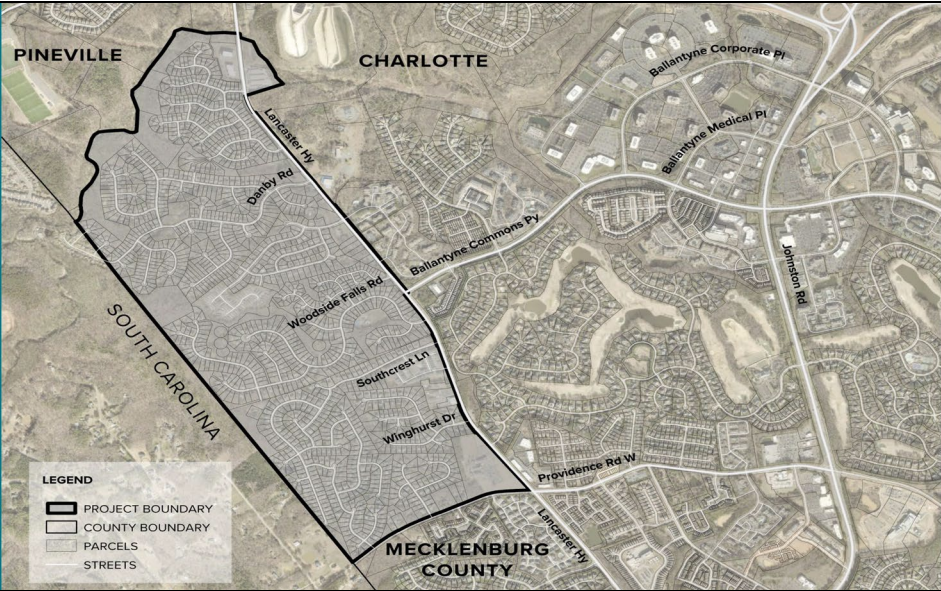 PINEVILLE
CHARLOTTE
Ballantyne Corporate Pl
Ballantyne Medical Pl
Lancaster Hy
Danby Rd
Ballantyne Commons Py
Johnston Rd
Woodside Falls Rd
SOUTH CAROLINA
Southcrest Ln
Winghurst Dr
Providence Rd W
Lancaster Hy
MECKLENBURG
COUNTY
LEGEND
PROJECT BOUNDARY
COUNTY BOUNDARY
PARCELS
STREETS